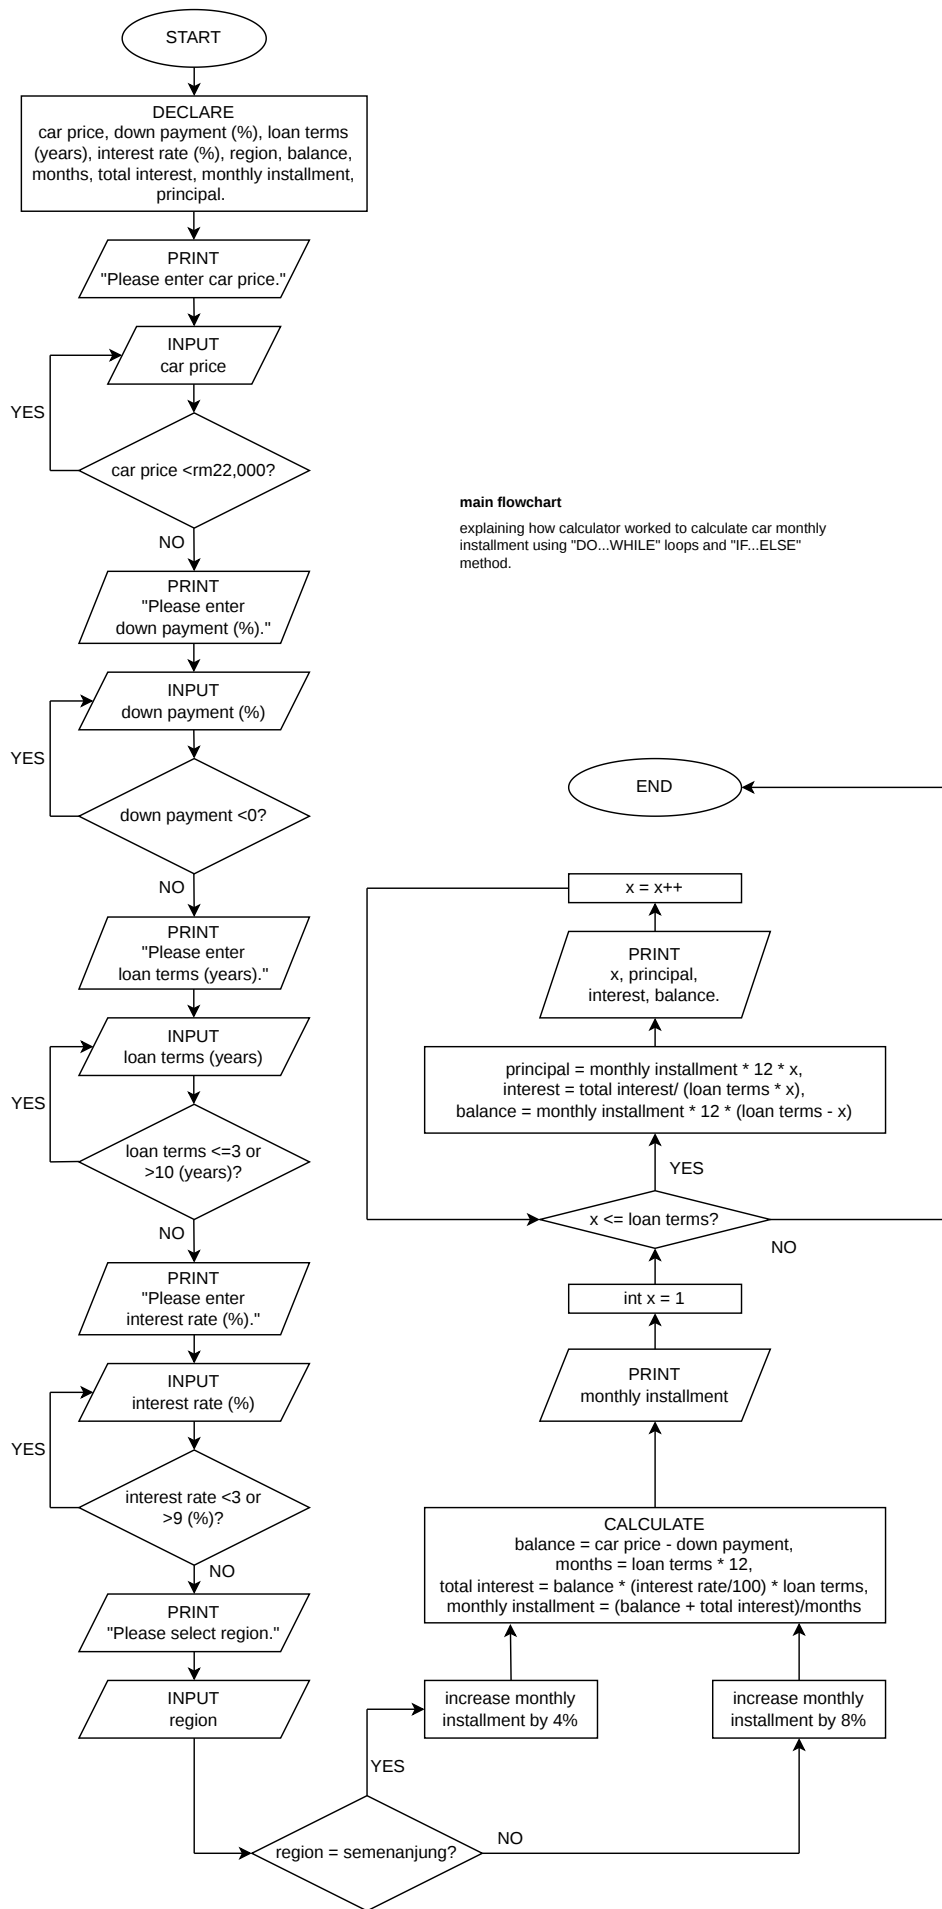 START
DECLARE
car price, down payment (%), loan terms
(years), interest rate (%), region, balance,
months, total interest, monthly installment,
principal.
PRINT
"Please enter car price."
INPUT
car price
YES
car price <rm22,000?
NO
PRINT
"Please enter
down payment (%)."
INPUT
down payment (%)
YES
down payment <0?
NO
PRINT
"Please enter
loan terms (years)."
INPUT
loan terms (years)
YES
loan terms <=3 or
>10 (years)?
NO
PRINT
"Please enter
interest rate (%)."
INPUT
interest rate (%)
YES
interest rate <3 or
>9 (%)?
NO
PRINT
"Please select region."
INPUT
region
region = semenanjung?
YES
NO
increase monthly
installment by 4%
increase monthly
installment by 8%
CALCULATE
balance = car price - down payment,
months = loan terms * 12,
total interest = balance * (interest rate/100) * loan terms,
monthly installment = (balance + total interest)/months
PRINT
monthly installment
int x = 1
x <= loan terms?
YES
NO
principal = monthly installment * 12 * x,
interest = total interest/ (loan terms * x),
balance = monthly installment * 12 * (loan terms - x)
PRINT
x, principal,
interest, balance.
x = x++
END
main flowchart
explaining how calculator worked to calculate car monthly
installment using "DO...WHILE" loops and "IF...ELSE"
method.